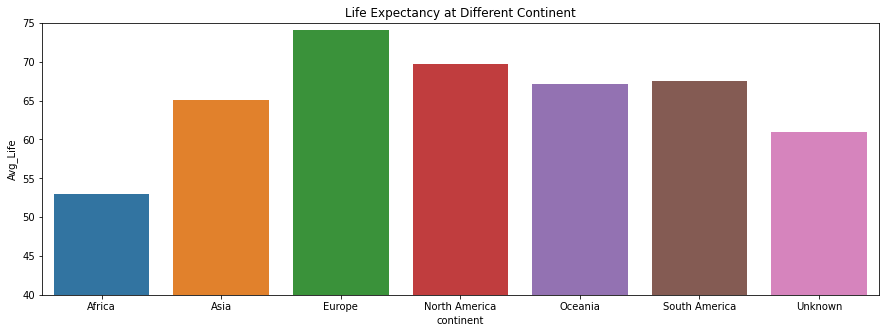 Life Expectancy at Different Continent
75
70
65
60
55
50
45
40
Avg_Life
Africa Asia Europe North America Oceania South America Unknown
continent